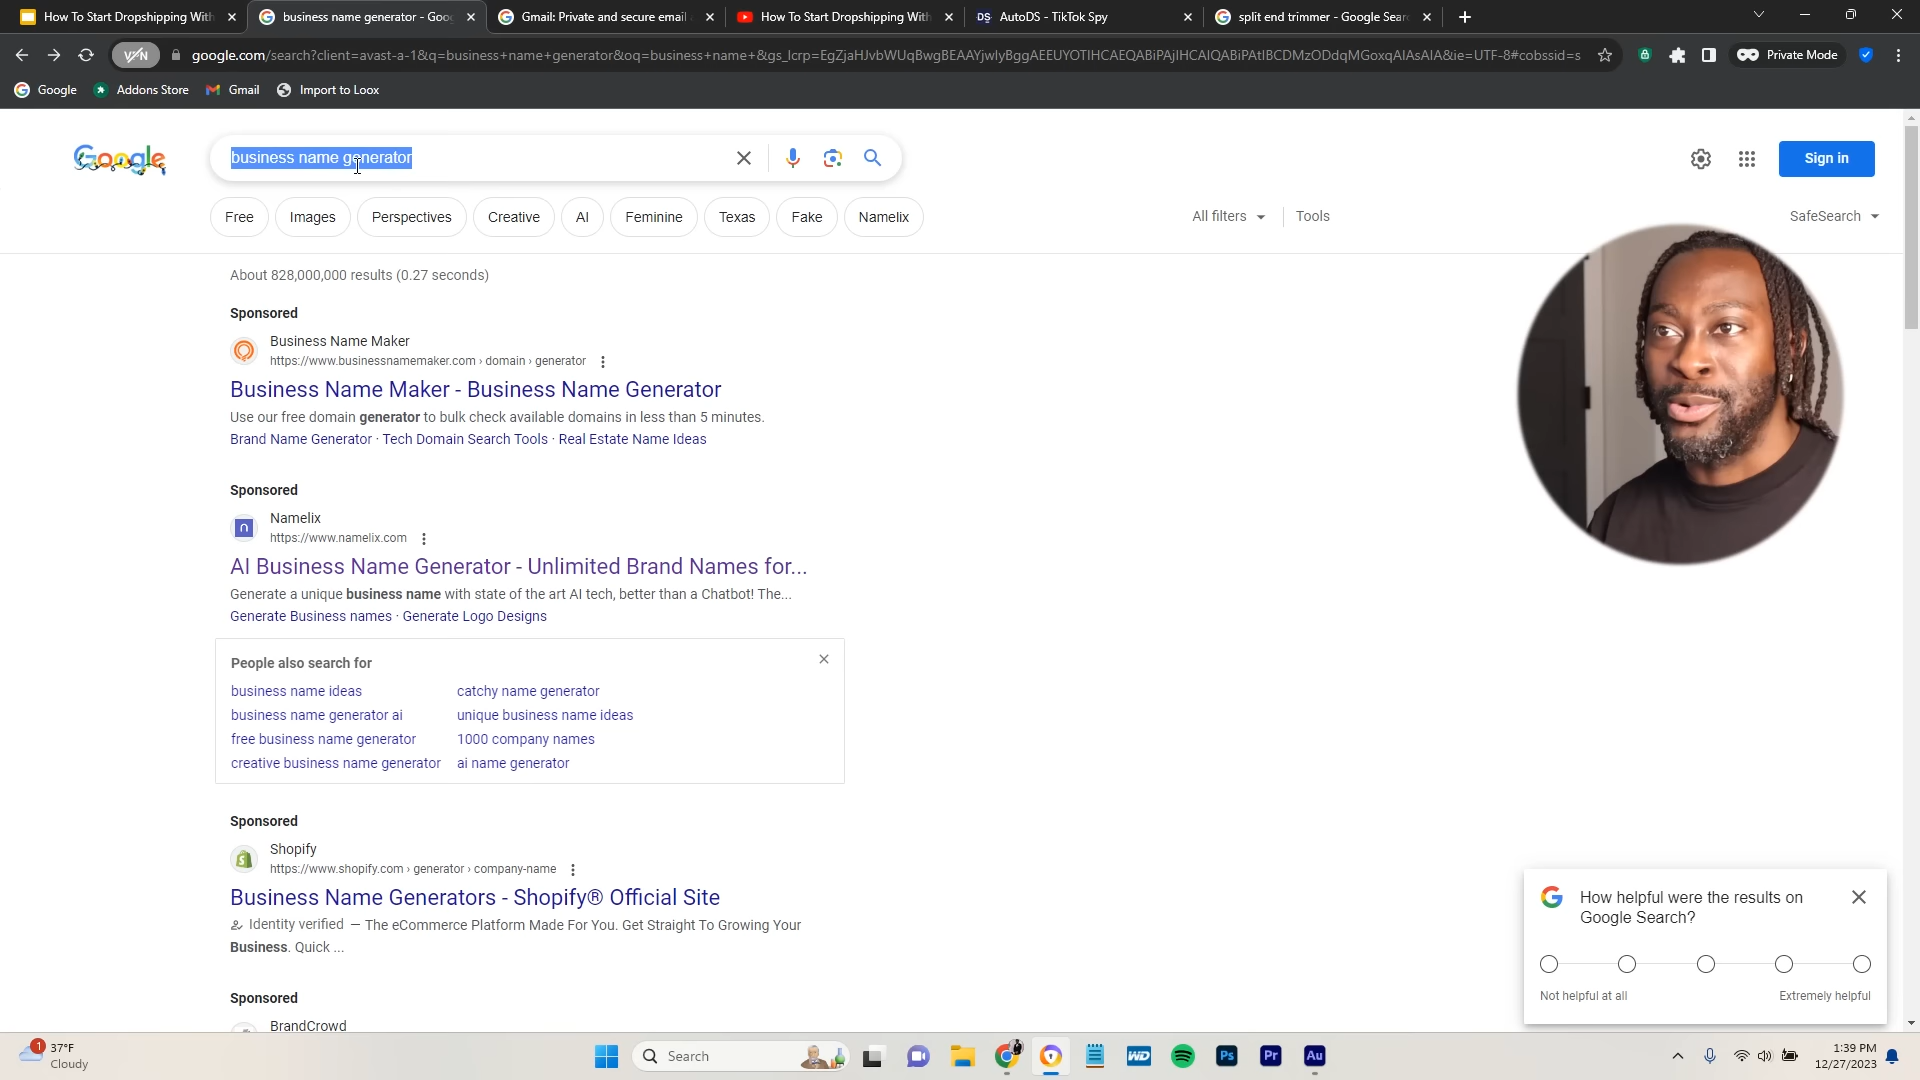 How To Start Dropshipping With
business name generator - Goo
Gmail: Private and secure email
How To Start Dropshipping With
DS AutoDS - TikTok Spy
split end trimmer - Google Sear
VPN
google.com/search?client=avast-a-1&q=business+name+generator&oq=business+name+&gs_lcrp=
Private Mode
Google
Addons Store
Gmail
Import to Loox
Google
business name generator
Sign in
Free
Images
Perspectives
Creative
AI
Feminine
Texas
Fake
Namelix
All filters
Tools
SafeSearch
About 828,000,000 results (0.27 seconds)
Sponsored
Business Name Maker
https://www.businessnamemaker.com › domain › generator
Business Name Maker - Business Name Generator
Use our free domain generator to bulk check available domains in less than 5 minutes.
Brand Name Generator · Tech Domain Search Tools · Real Estate Name Ideas
Sponsored
n
Namelix
https://www.namelix.com
AI Business Name Generator - Unlimited Brand Names for...
Generate a unique business name with state of the art AI tech, better than a Chatbot! The...
Generate Business names · Generate Logo Designs
People also search for
business name ideas
catchy name generator
business name generator ai
unique business name ideas
free business name generator
1000 company names
creative business name generator
ai name generator
Sponsored
Shopify
https://www.shopify.com › generator › company-name
Business Name Generators - Shopify® Official Site
Identity verified — The eCommerce Platform Made For You. Get Straight To Growing Your
Business. Quick ...
Sponsored
BrandCrowd
How helpful were the results on
Google Search?
Not helpful at all
Extremely helpful
1
37°F
Cloudy
Search
WD
Ps
Pr
Au
1:39 PM
12/27/2023